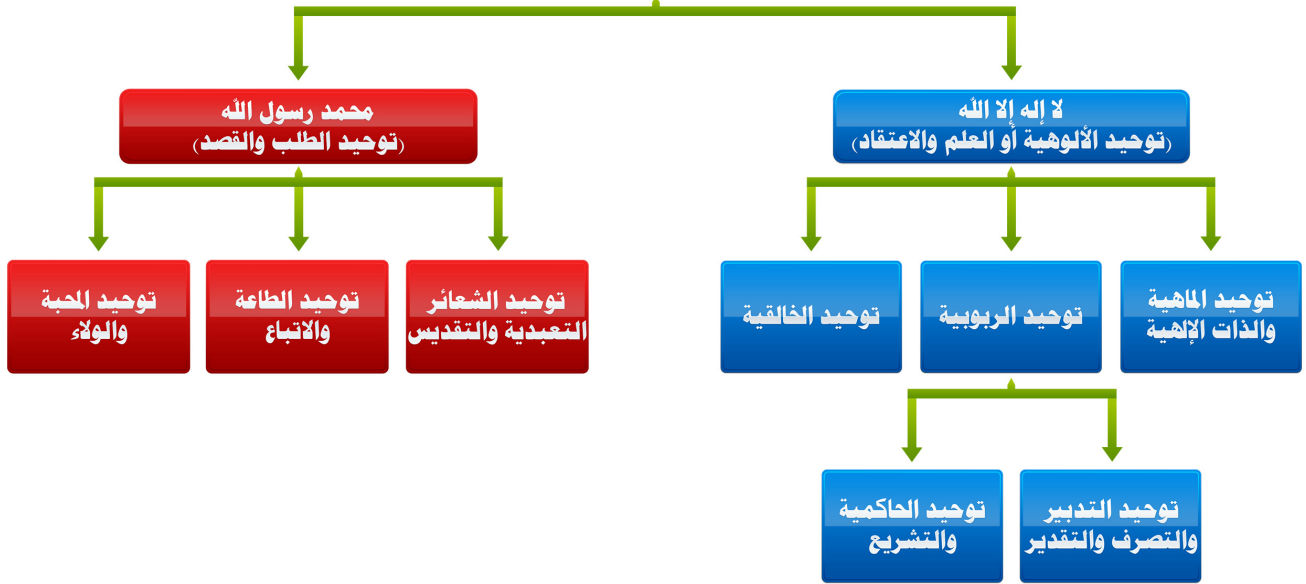 لا إله إلا الله
(توحيد الألوهية أو العلم والاعتقاد)
محمد رسول الله
(توحيد الطلب والقصد)
توحيد الماهية
والذات الإلهية
توحيد الربوبية
توحيد الخالقية
توحيد الشعائر
التعبدية والتقديس
توحيد الطاعة
والاتباع
توحيد المحبة
والولاء
توحيد التدبير
والتصرف والتقدير
توحيد الحاكمية
والتشريع